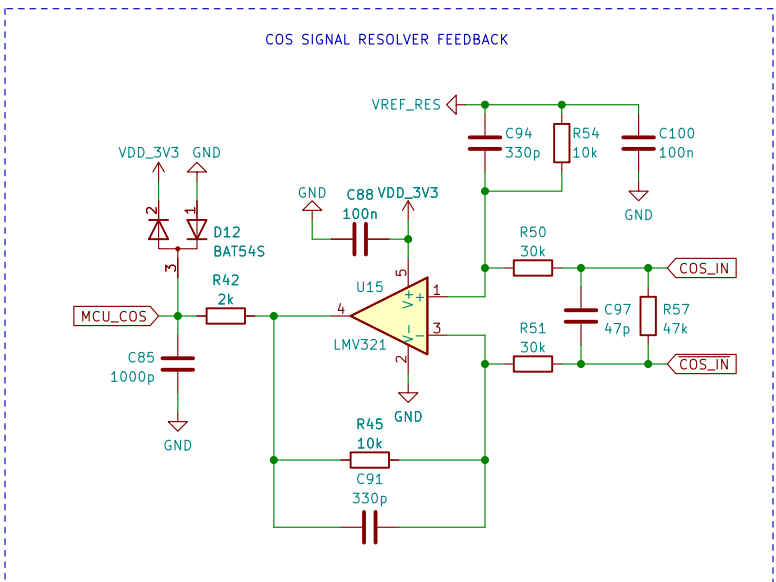 COS SIGNAL RESOLVER FEEDBACK
VREF_RES
C94
330p
R54
10k
C100
100n
GND
VDD_3V3
GND
2
1
D12
BAT54S
3
GND
C88
100n
VDD_3V3
R42
2k
MCU_COS
C85
1000p
GND
U15
LMV321
5
4
1
3
2
V+
+
V-
-
GND
R50
30k
R51
30k
C97
47p
R57
47k
COS_IN
COS_IN
R45
10k
C91
330p